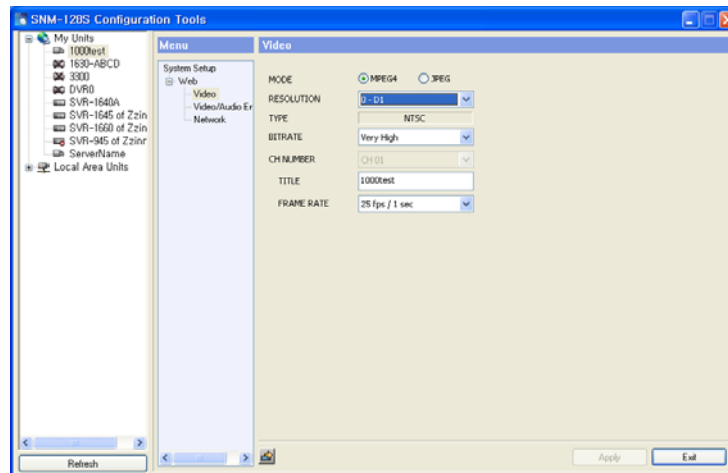 SNM-128S Configuration Tools
My Units
1000test
1630-ABCD
3300
DVR0
SVR-1640A
SVR-1645 of Zzin
SVR-1660 of Zzin
SVR-945 of Zzinr
ServerName
Local Area Units
Refresh
Menu
System Setup
Web
Video
Video/Audio Er
Network
Video
MODE
MPEG4 JPEG
RESOLUTION
0 - D1
TYPE
NTSC
BITRATE
Very High
CH NUMBER
CH 01
TITLE
1000test
FRAME RATE
25 fps / 1 sec
Apply
Exit